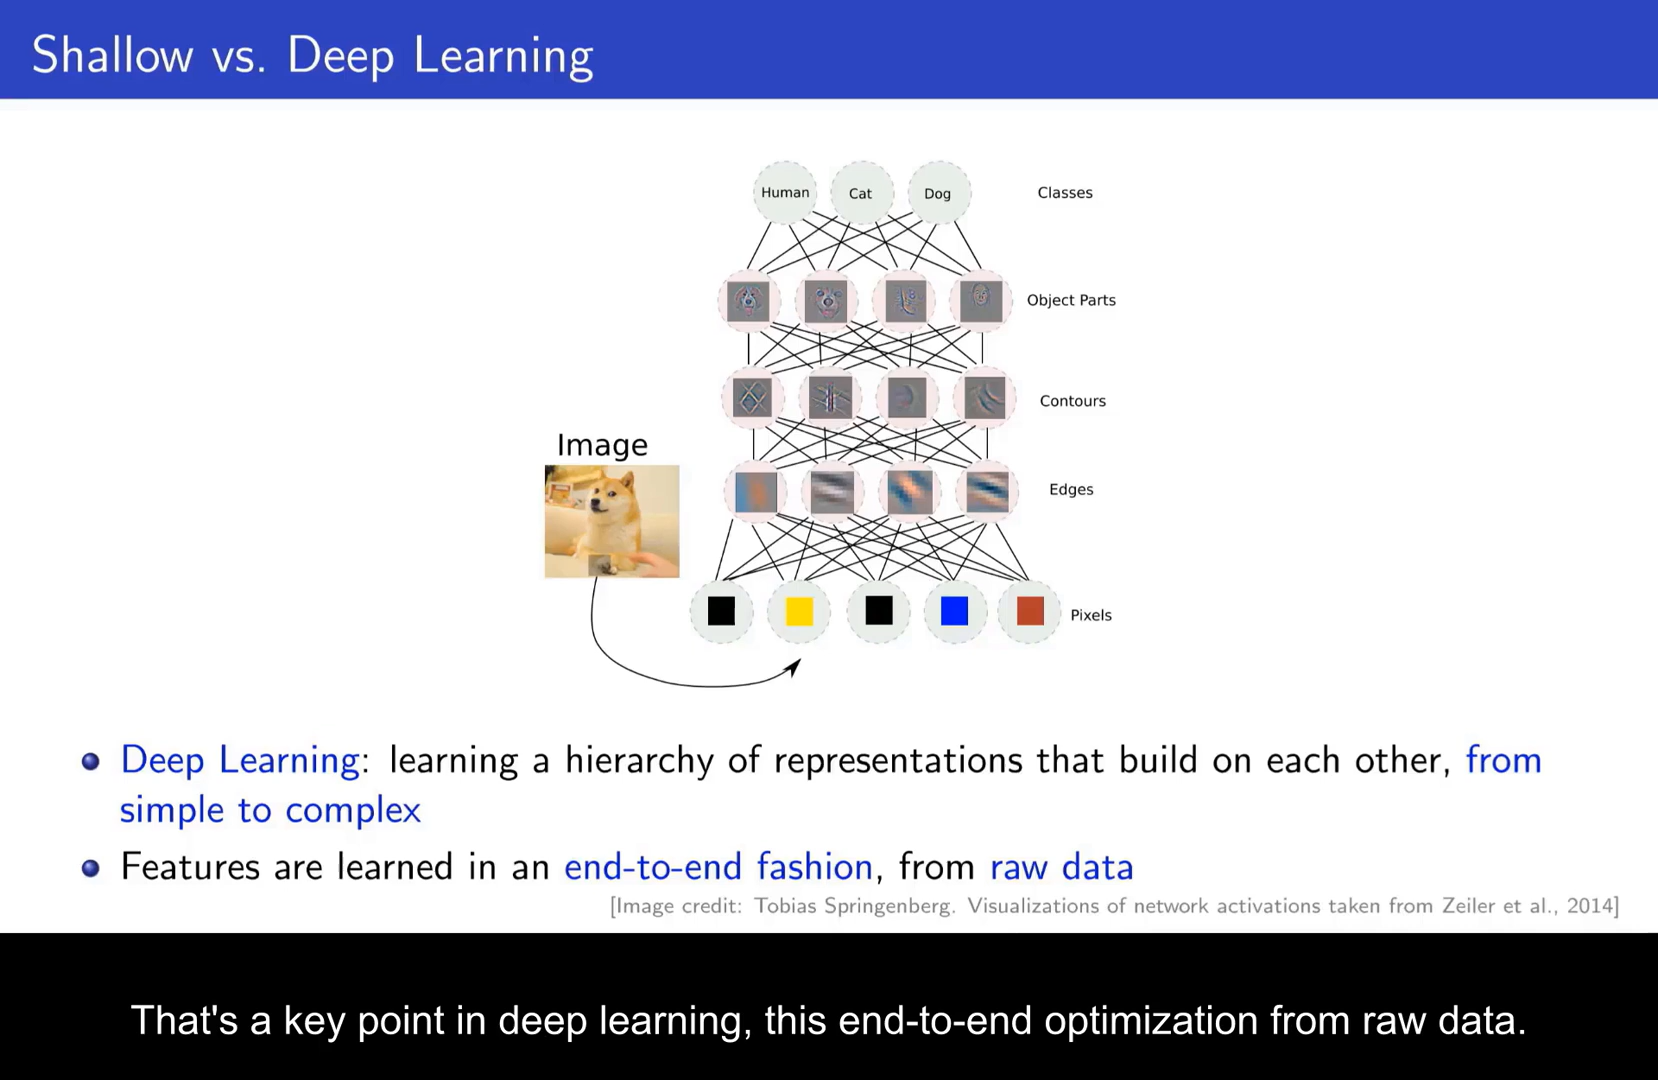 Shallow vs. Deep Learning
Human Cat Dog Classes
Object Parts
Contours
Image
Edges
Pixels
Deep Learning: learning a hierarchy of representations that build on each other, from
simple to complex
Features are learned in an end-to-end fashion, from raw data
[Image credit: Tobias Springenberg. Visualizations of network activations taken from Zeiler et al., 2014]
That's a key point in deep learning, this end-to-end optimization from raw data.